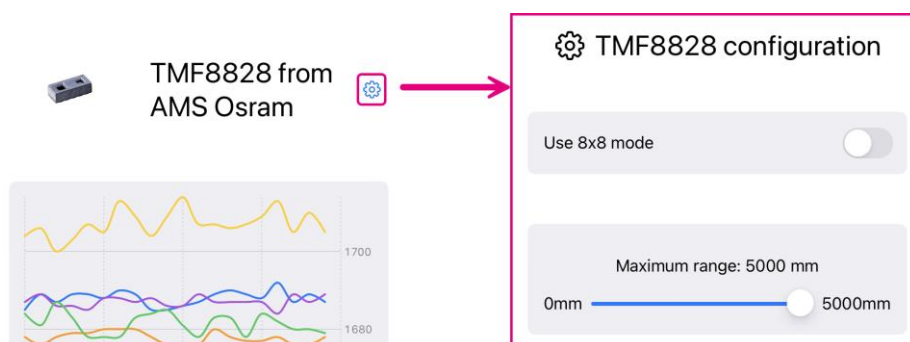 TMF8828 from
AMS Osram
1700
1680
TMF8828 configuration
Use 8x8 mode
Maximum range: 5000 mm
0mm 5000mm